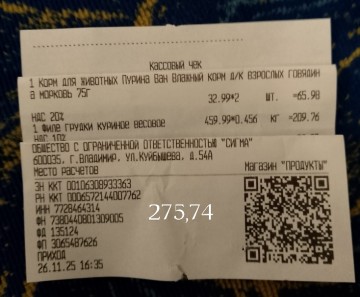 КАССОВЫЙ ЧЕК
1 КОРМ ДЛЯ ЖИВОТНЫХ ПУРИНА ВАН ВЛАЖНЫЙ КОРМ Д/К ВЗРОСЛЫХ ГОВЯДИН
А МОРКОВЬ 75Г
32.99*2 ШТ. =65.98
НДС 20%
1 ФИЛЕ ГРУДКИ КУРИНОЕ ВЕСОВОЕ
459.99*0.456 КГ =209.76
ОБЩЕСТВО С ОГРАНИЧЕННОЙ ОТВЕТСТВЕННОСТЬЮ "СИГМА"
600035, Г.ВЛАДИМИР, УЛ.КУЙБЫШЕВА, Д.54А
МЕСТО РАСЧЕТОВ МАГАЗИН "ПРОДУКТЫ"
ЗН ККТ 00106308933363
РН ККТ 0006572144007762
ИНН 7728464314
ФН 7380440801309005
ФД 135124
ФП 3065487626
ПРИХОД
26.11.25 16:35
275,74